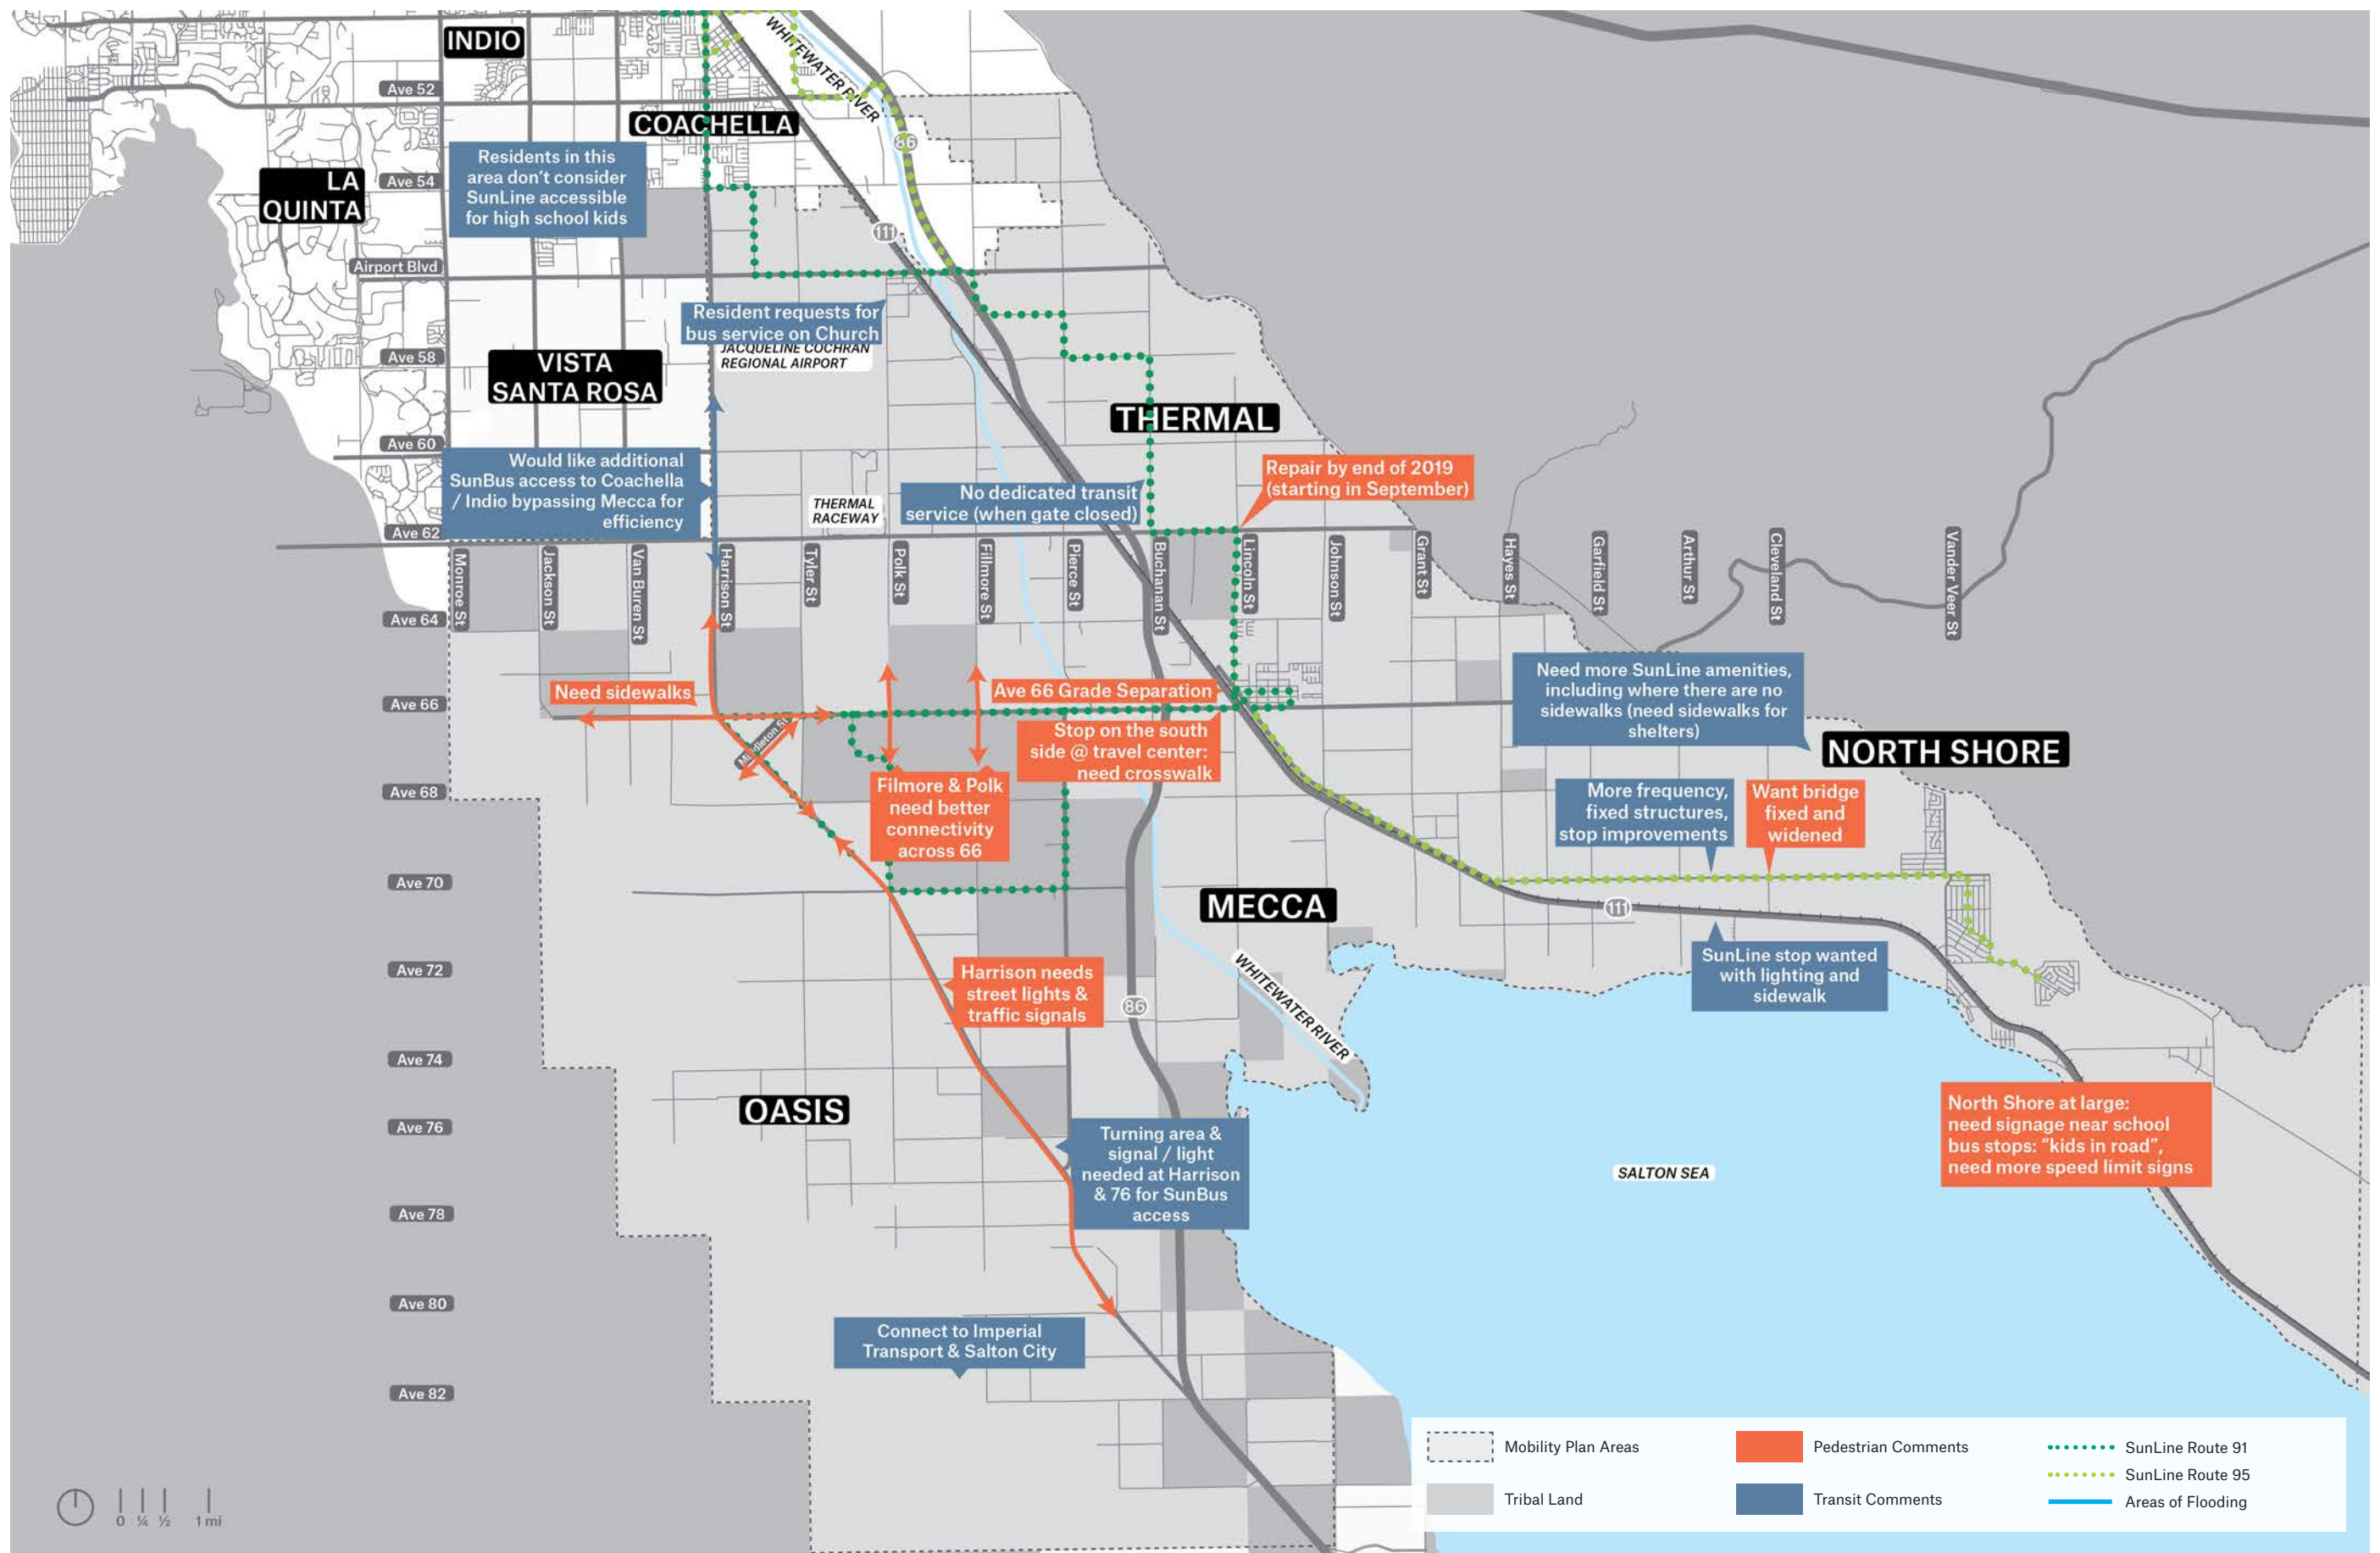 INDIO
WHITEWATER RIVER
Ave 52
COACHELLA
86
Residents in this
area don't consider
SunLine accessible
for high school kids
LA
QUINTA
Ave 54
111
Airport Blvd
Resident requests for
bus service on Church
JACQUELINE COCHRAN
REGIONAL AIRPORT
Ave 58
VISTA
SANTA ROSA
THERMAL
Ave 60
Would like additional
SunBus access to Coachella
/ Indio bypassing Mecca for
efficiency
THERMAL
RACEWAY
No dedicated transit
service (when gate closed)
Repair by end of 2019
(starting in September)
Ave 62
Monroe St
Jackson St
Van Buren St
Harrison St
Tyler St
Polk St
Fillmore St
Pierce St
Buchanan St
Lincoln St
Johnson St
Grant St
Hayes St
Garfield St
Arthur St
Cleveland St
Vander Veer St
Ave 64
Need sidewalks
Ave 66 Grade Separation
Need more SunLine amenities,
including where there are no
sidewalks (need sidewalks for
shelters)
Ave 66
Stop on the south
side @ travel center:
need crosswalk
NORTH SHORE
Filmore & Polk
need better
connectivity
across 66
Ave 68
More frequency,
fixed structures,
stop improvements
Want bridge
fixed and
widened
Ave 70
MECCA
111
SunLine stop wanted
with lighting and
sidewalk
Ave 72
Harrison needs
street lights &
traffic signals
86
WHITEWATER RIVER
Ave 74
OASIS
Ave 76
Turning area &
signal / light
needed at Harrison
& 76 for SunBus
access
SALTON SEA
North Shore at large:
need signage near school
bus stops: "kids in road",
need more speed limit signs
Ave 78
Ave 80
Connect to Imperial
Transport & Salton City
Ave 82
Mobility Plan Areas
Tribal Land
Pedestrian Comments
Transit Comments
SunLine Route 91
SunLine Route 95
Areas of Flooding
0 ¼ ½ 1 mi